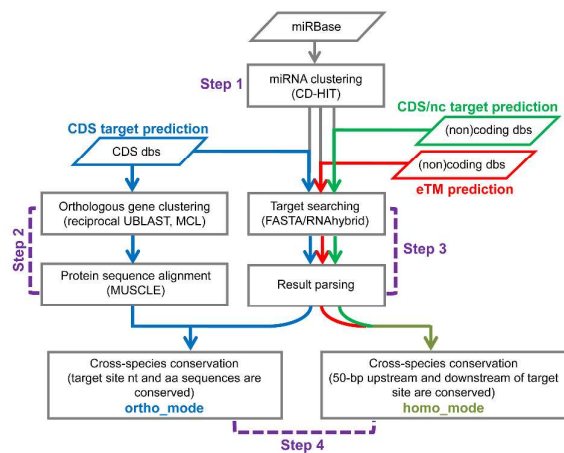 miRBase
Step 1
miRNA clustering
(CD-HIT)
CDS target prediction
CDS/nc target prediction
CDS dbs
(non)coding dbs
(non)coding dbs
eTM prediction
Step 2
Orthologous gene clustering
(reciprocal UBLAST, MCL)
Target searching
(FASTA/RNAhybrid)
Step 3
Protein sequence alignment
(MUSCLE)
Result parsing
Cross-species conservation
(target site nt and aa sequences are
conserved)
ortho_mode
Cross-species conservation
(50-bp upstream and downstream of target
site are conserved)
homo_mode
Step 4